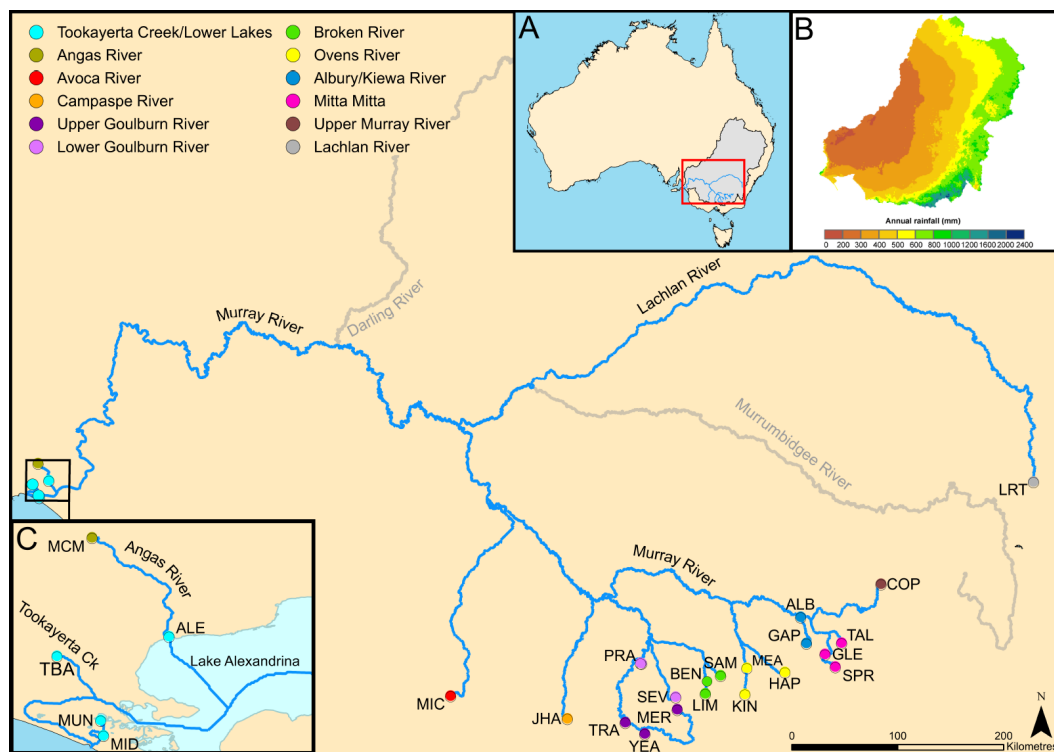 Tookayerta Creek/Lower Lakes
Angas River
Avoca River
Campaspe River
Upper Goulburn River
Lower Goulburn River
Broken River
Ovens River
Albury/Kiewa River
Mitta Mitta
Upper Murray River
Lachlan River
A
B
Annual rainfall (mm)
0 200 300 400 500 600 800 1000 1200 1600 2000 2400
Murray River
Darling River
Lachlan River
Murrumbidgee River
LRT
Murray River
COP
ALB
GAP
TAL
GLE
SPR
PRA
BEN
SAM
MEA
HAP
SEV
LIM
KIN
MER
TRA
YEA
MIC
JHA
C
MCM
Angas River
Tookayerta Ck
ALE
TBA
Lake Alexandrina
MUN
MID
N
0 100 200
Kilometres